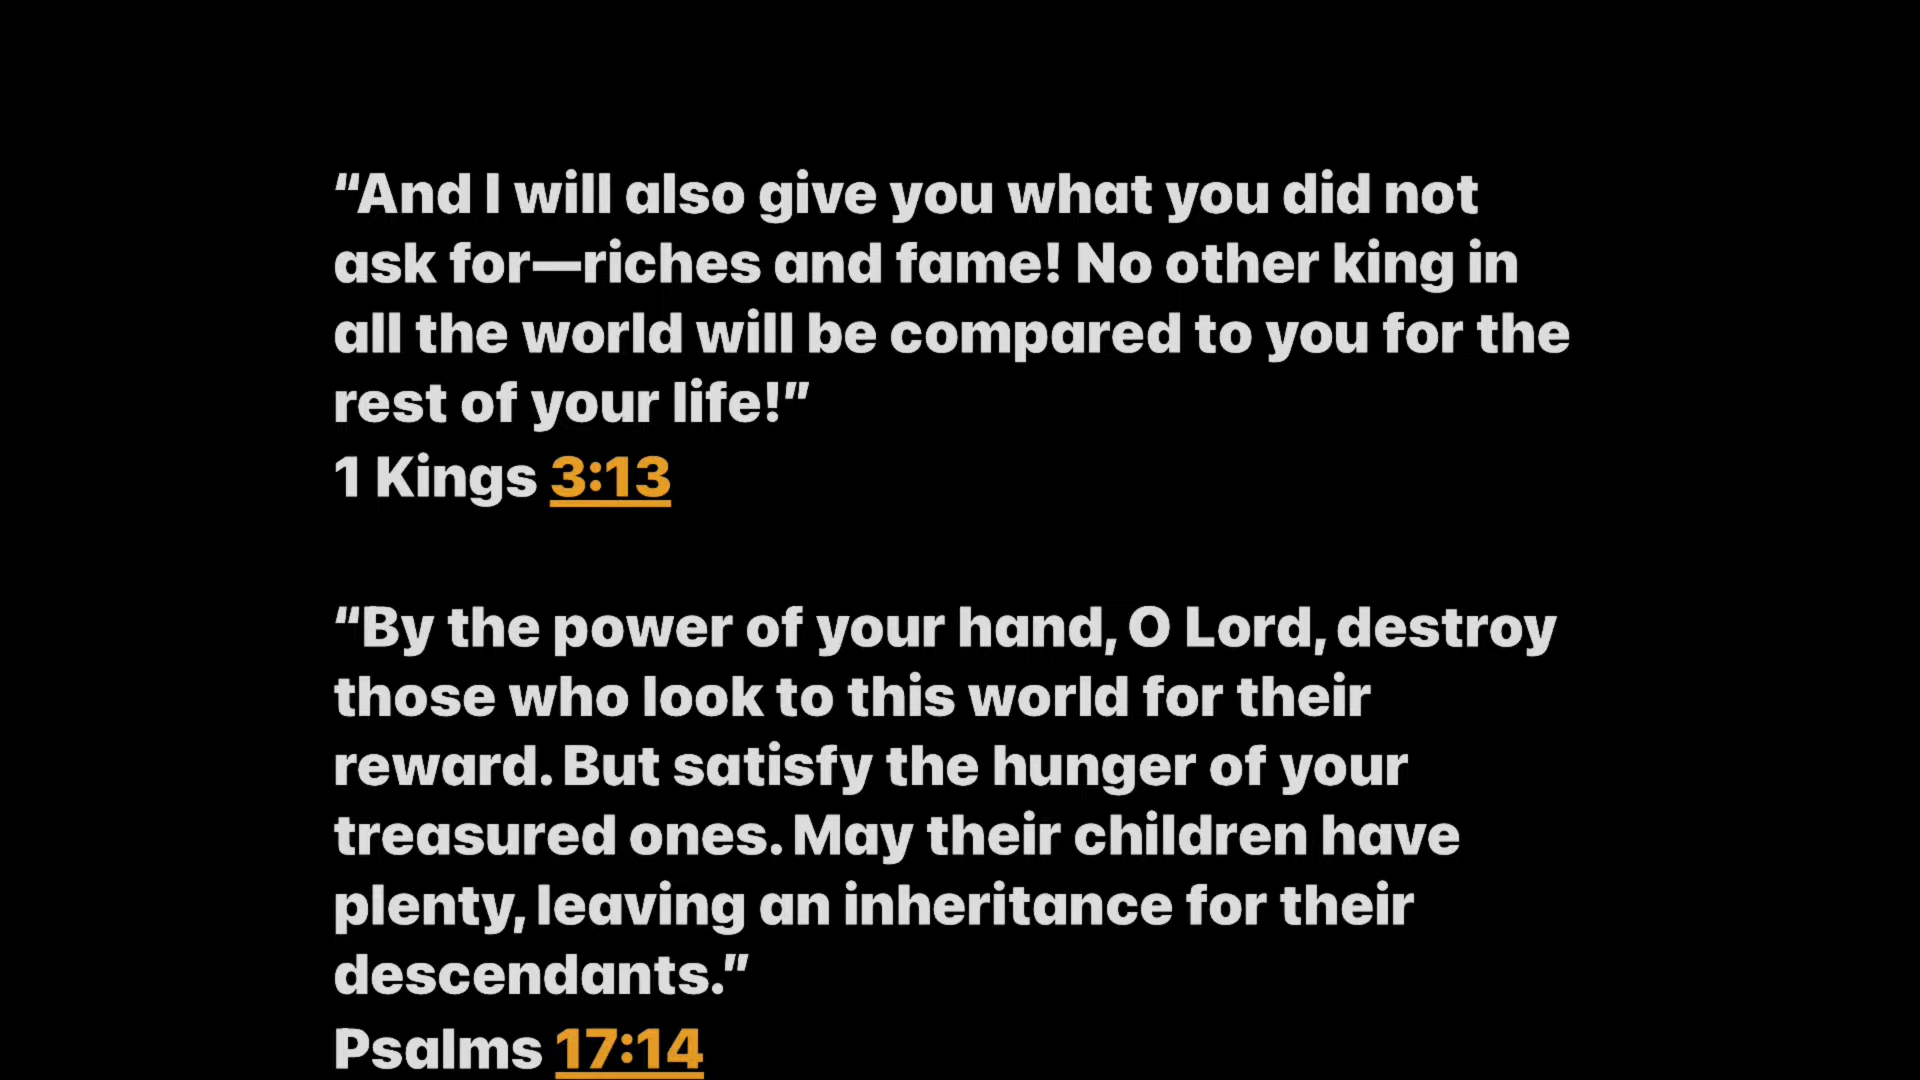 “And I will also give you what you did not
ask for—riches and fame! No other king in
all the world will be compared to you for the
rest of your life!”
1 Kings 3:13
“By the power of your hand, O Lord, destroy
those who look to this world for their
reward. But satisfy the hunger of your
treasured ones. May their children have
plenty, leaving an inheritance for their
descendants.”
Psalms 17:14